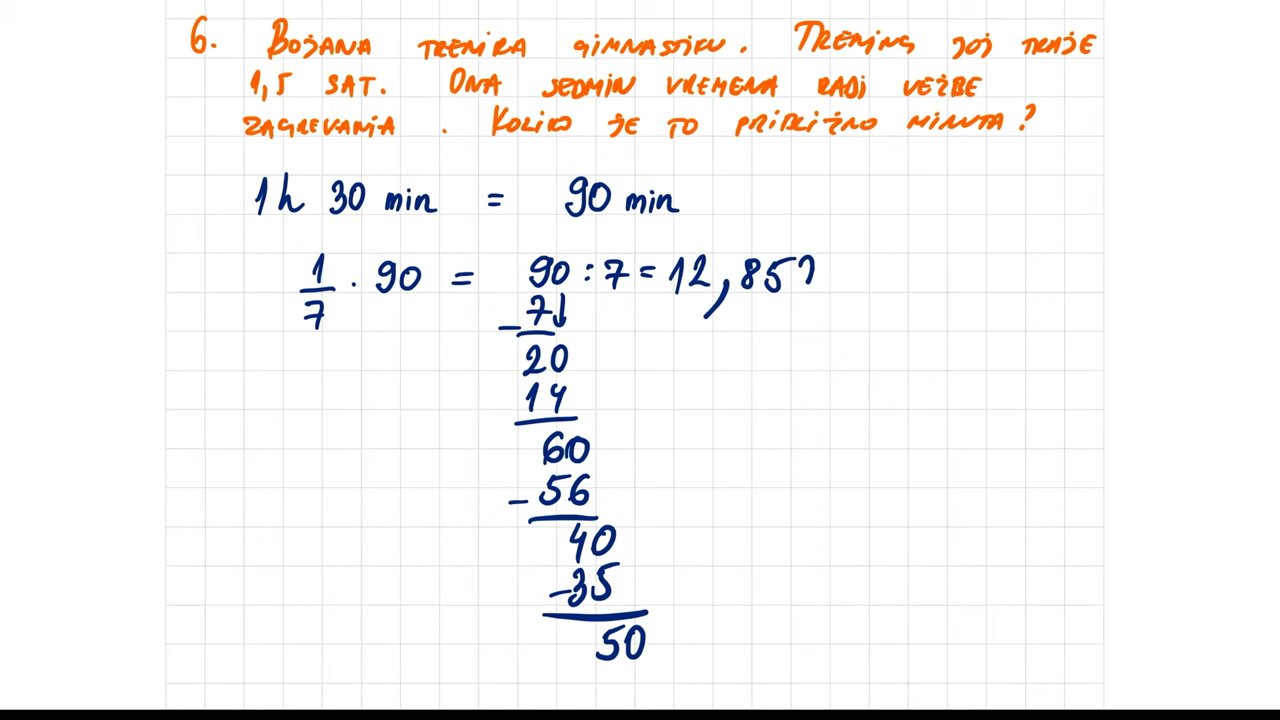 6. BOJANA TRENIRA GIMNASTIKU. TRENING JOJ TRAJE
1,5 SAT. ONA SEDMINU VREMENA RADI VEŽBE
ZAGREVANJA. KOLIKO JE TO PRIBLIŽNO MINUTA?
1h 30 min = 90 min
1/7 · 90 = 90 : 7 = 12,857
- 7↓
20
14
60
- 56
40
- 35
50